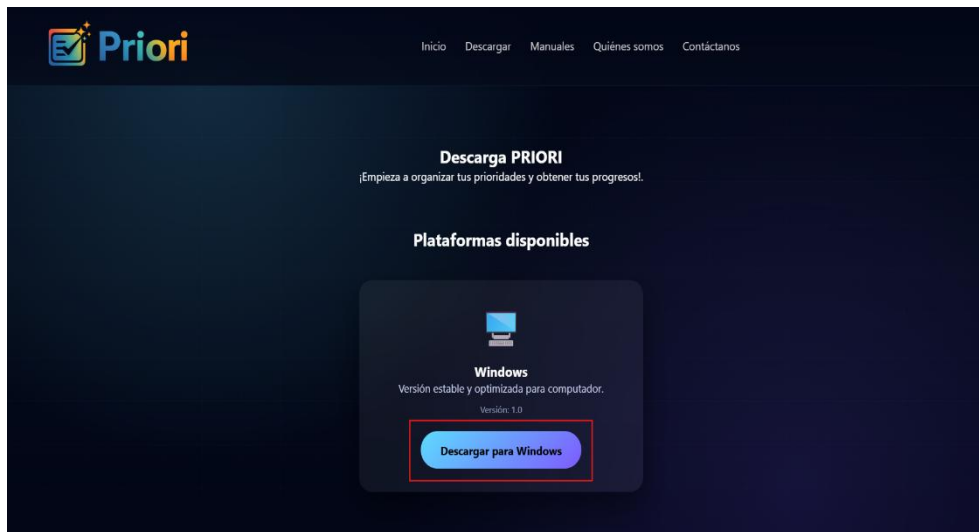 Priori
Inicio Descargar Manuales Quiénes somos Contáctanos
Descarga PRIORI
¡Empieza a organizar tus prioridades y obtener tus progresos!.
Plataformas disponibles
Windows
Versión estable y optimizada para computador.
Versión: 1.0
Descargar para Windows